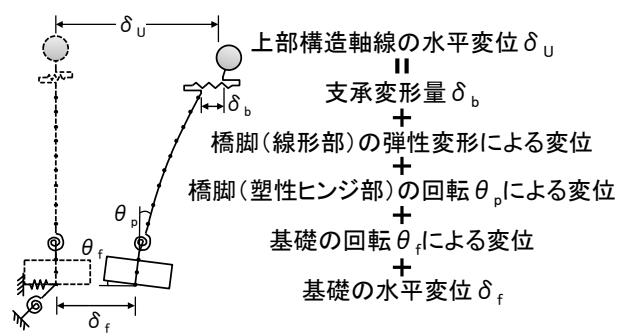 δU
上部構造軸線の水平変位δU
=
支承変形量δb
+
橋脚(線形部)の弾性変形による変位
+
橋脚(塑性ヒンジ部)の回転θpによる変位
+
基礎の回転θfによる変位
+
基礎の水平変位δf
δb
θp
θf
δf